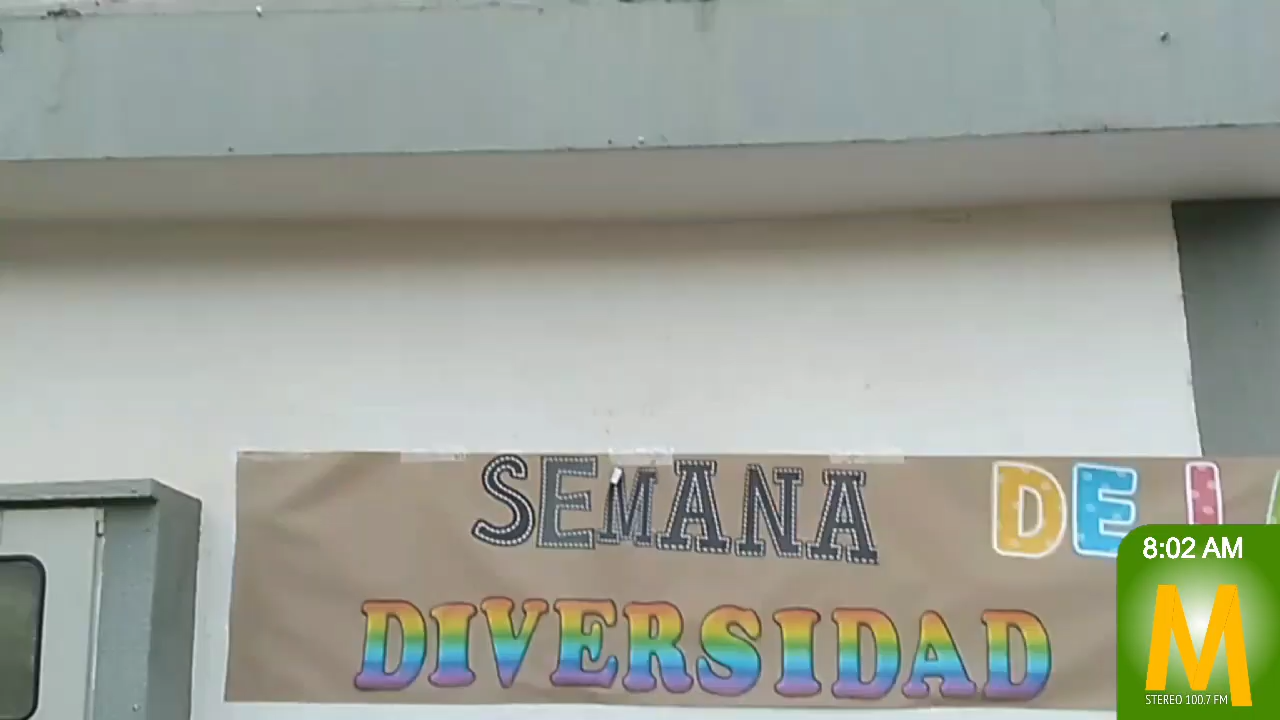 SEMANA DE L
DIVERSIDAD
8:02 AM
M
STEREO 100.7 FM